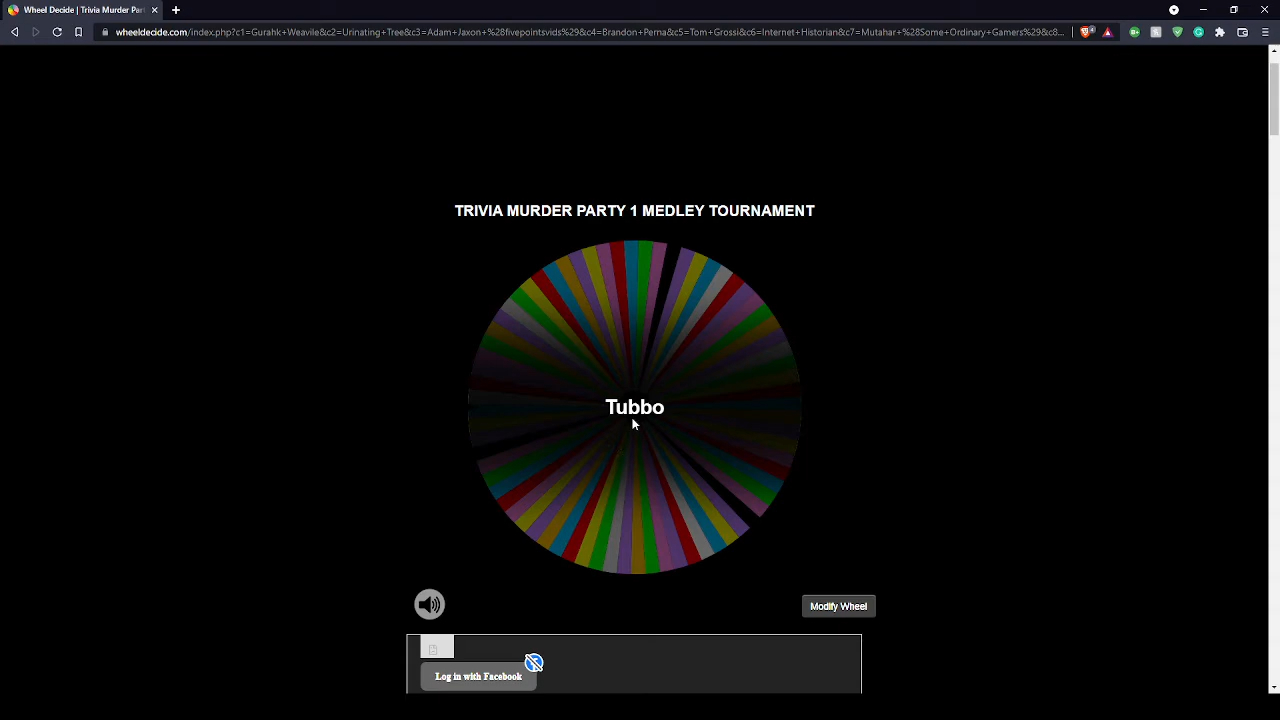 Wheel Decide | Trivia Murder Par
wheeldecide.com/index.php?c1=Gurahk+Weavile&c2=Urinating+Tree&c3=Adam+Jaxon+%28fivepointsvids%29&c4=Brandon+Perna&c5=Tom+Grossi&c6=Internet+Historian&c7=Mutahar+%28Some+Ordinary+Gamers%29&c8...
TRIVIA MURDER PARTY 1 MEDLEY TOURNAMENT
Tubbo
Modify Wheel
Log in with Facebook